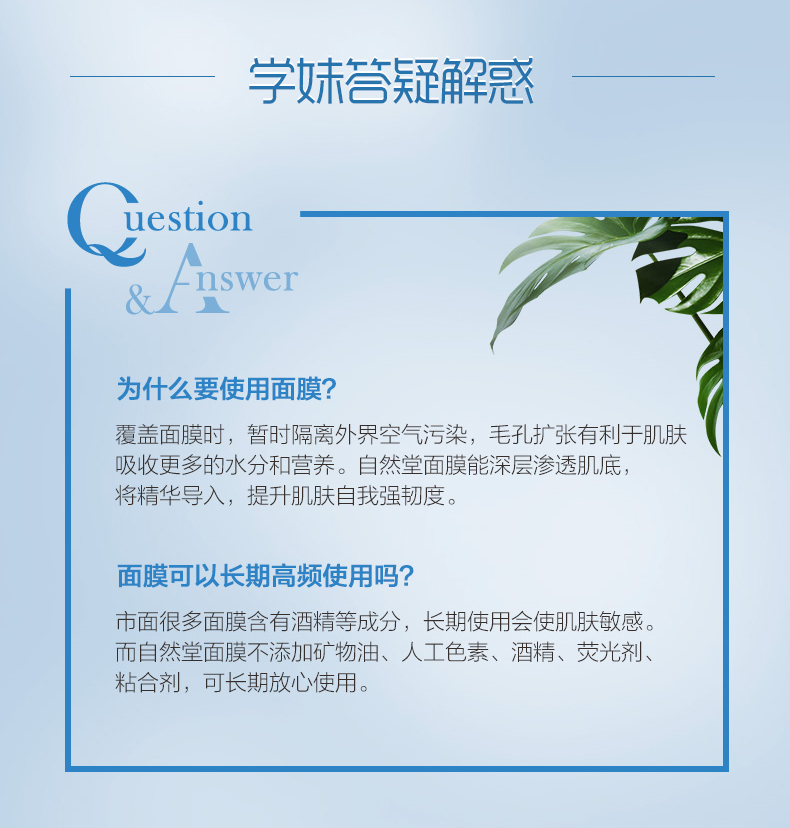 学妹答疑解惑
Question
&Answer
为什么要使用面膜?
覆盖面膜时，暂时隔离外界空气污染，毛孔扩张有利于肌肤
吸收更多的水分和营养。自然堂面膜能深层渗透肌底，
将精华导入，提升肌肤自我强韧度。
面膜可以长期高频使用吗?
市面很多面膜含有酒精等成分，长期使用会使肌肤敏感。
而自然堂面膜不添加矿物油、人工色素、酒精、荧光剂、
粘合剂，可长期放心使用。